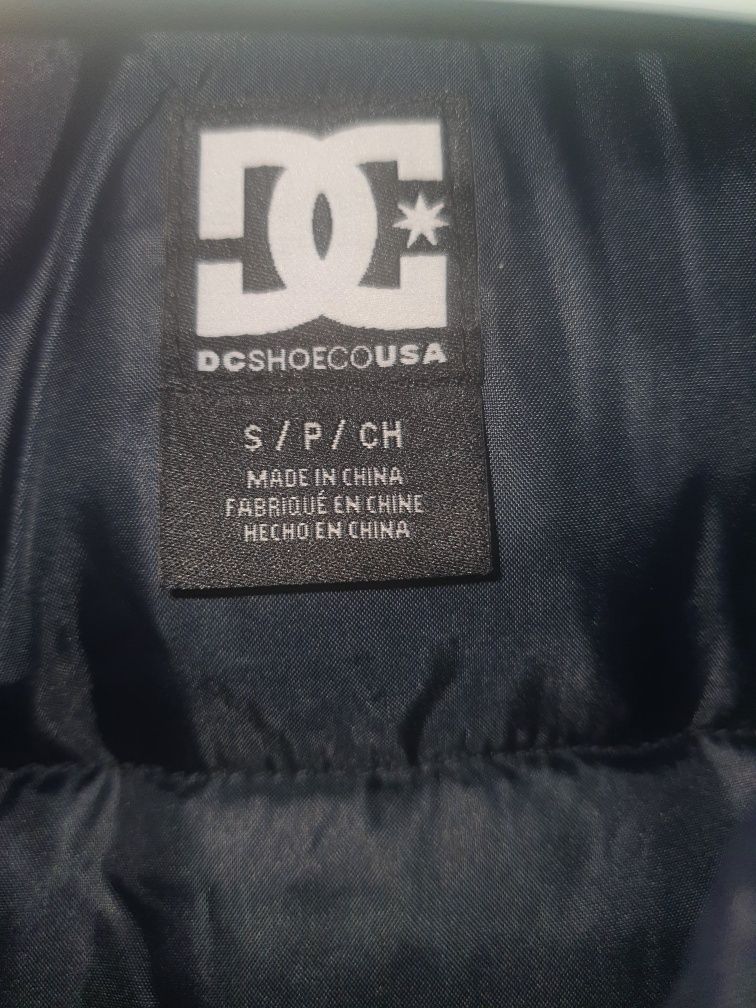 DC
DCSHOECOUSA
S / P / CH
MADE IN CHINA
FABRIQUÉ EN CHINE
HECHO EN CHINA